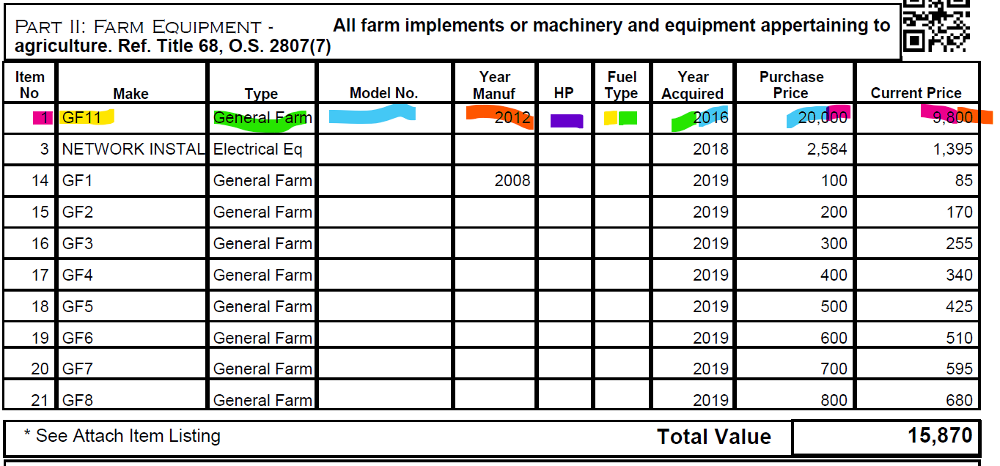 PART II: FARM EQUIPMENT - All farm implements or machinery and equipment appertaining to
agriculture. Ref. Title 68, O.S. 2807(7)
Item No Make Type Model No. Year Manuf HP Fuel Type Year Acquired Purchase Price Current Price
1 GF11 General Farm 2012 2016 20,000 9,800
3 NETWORK INSTAL Electrical Eq 2018 2,584 1,395
14 GF1 General Farm 2008 2019 100 85
15 GF2 General Farm 2019 200 170
16 GF3 General Farm 2019 300 255
17 GF4 General Farm 2019 400 340
18 GF5 General Farm 2019 500 425
19 GF6 General Farm 2019 600 510
20 GF7 General Farm 2019 700 595
21 GF8 General Farm 2019 800 680
* See Attach Item Listing Total Value 15,870